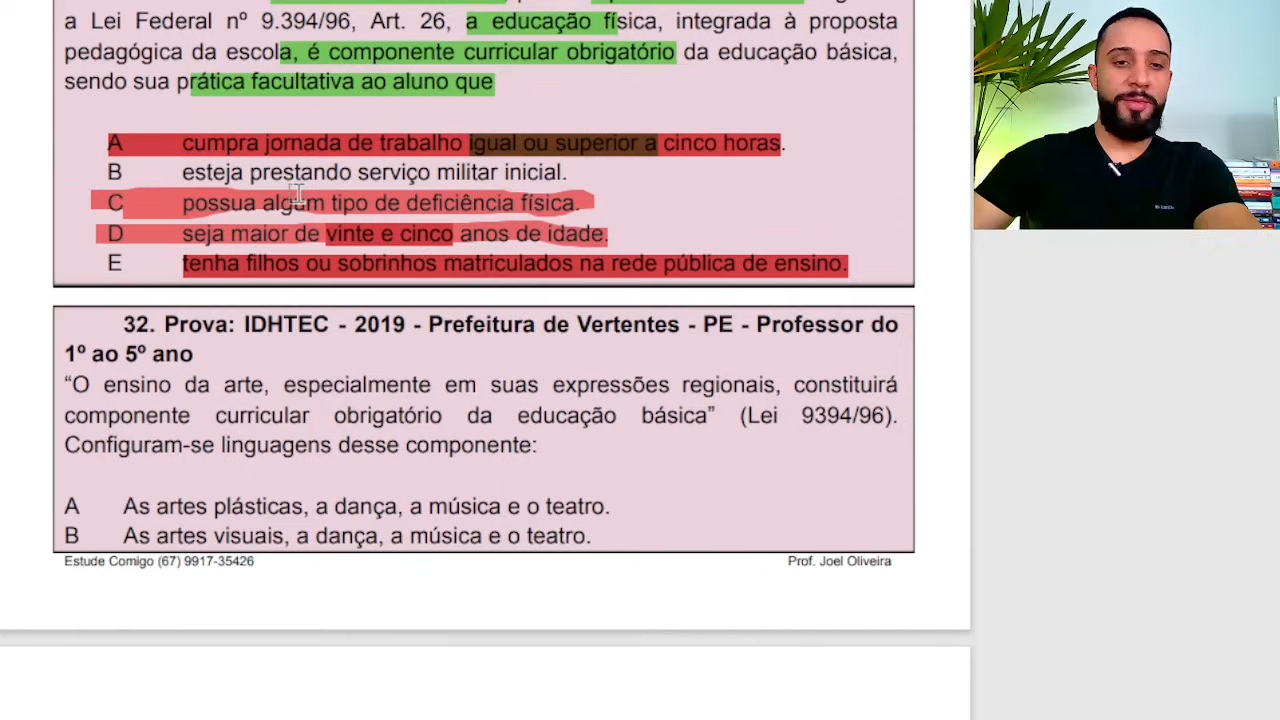 a Lei Federal nº 9.394/96, Art. 26, a educação física, integrada à proposta
pedagógica da escola, é componente curricular obrigatório da educação básica,
sendo sua prática facultativa ao aluno que
A cumpra jornada de trabalho igual ou superior a cinco horas.
B esteja prestando serviço militar inicial.
C possua algum tipo de deficiência física.
D seja maior de vinte e cinco anos de idade.
E tenha filhos ou sobrinhos matriculados na rede pública de ensino.
32. Prova: IDHTEC - 2019 - Prefeitura de Vertentes - PE - Professor do
1º ao 5º ano
“O ensino da arte, especialmente em suas expressões regionais, constituirá
componente curricular obrigatório da educação básica” (Lei 9394/96).
Configuram-se linguagens desse componente:
A As artes plásticas, a dança, a música e o teatro.
B As artes visuais, a dança, a música e o teatro.
Estude Comigo (67) 9917-35426 Prof. Joel Oliveira